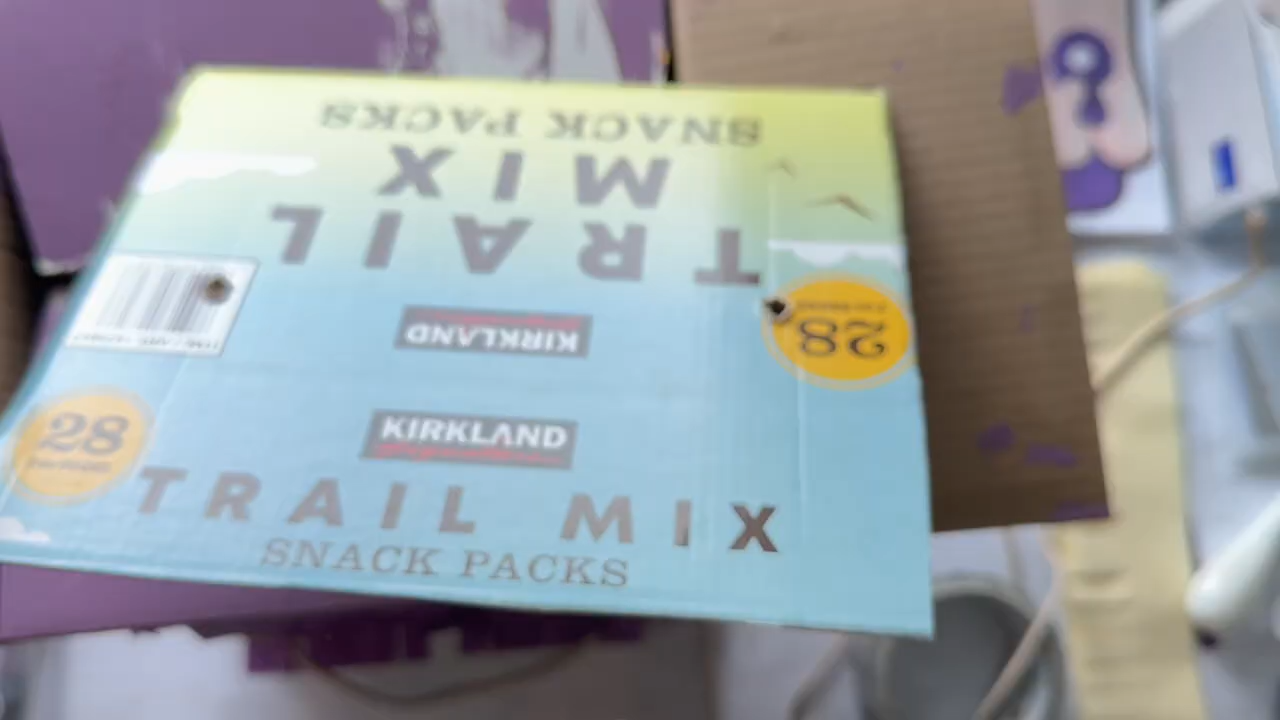 SNACK PACKS
MIX
TRAIL
28
KIRKLAND
KIRKLAND
28
TRAIL MIX
SNACK PACKS